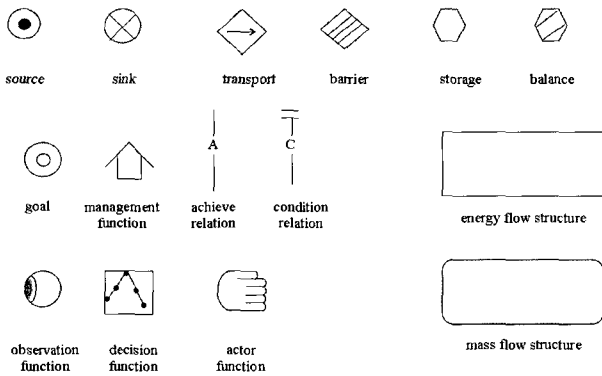 source sink transport barrier storage balance
A C
goal management function achieve relation condition relation energy flow structure
observation function decision function actor function mass flow structure